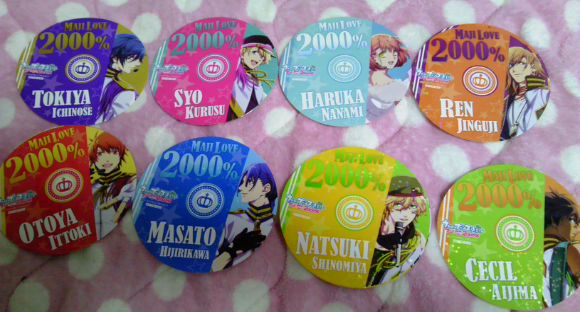 MAJI LOVE
2000%
TOKIYA
ICHINOSE
MAJI LOVE
2000%
SYO
KURUSU
MAJI LOVE
2000%
HARUKA
NANAMI
MAJI LOVE
2000%
REN
JINGUJI
MAJI LOVE
2000%
OTOYA
ITTOKI
MAJI LOVE
2000%
MASATO
HIJIRIKAWA
MAJI LOVE
2000%
NATSUKI
SHINOMIYA
MAJI LOVE
2000%
CECIL
AIJIMA